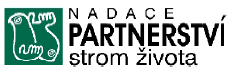 NADACE
PARTNERSTVÍ
strom života